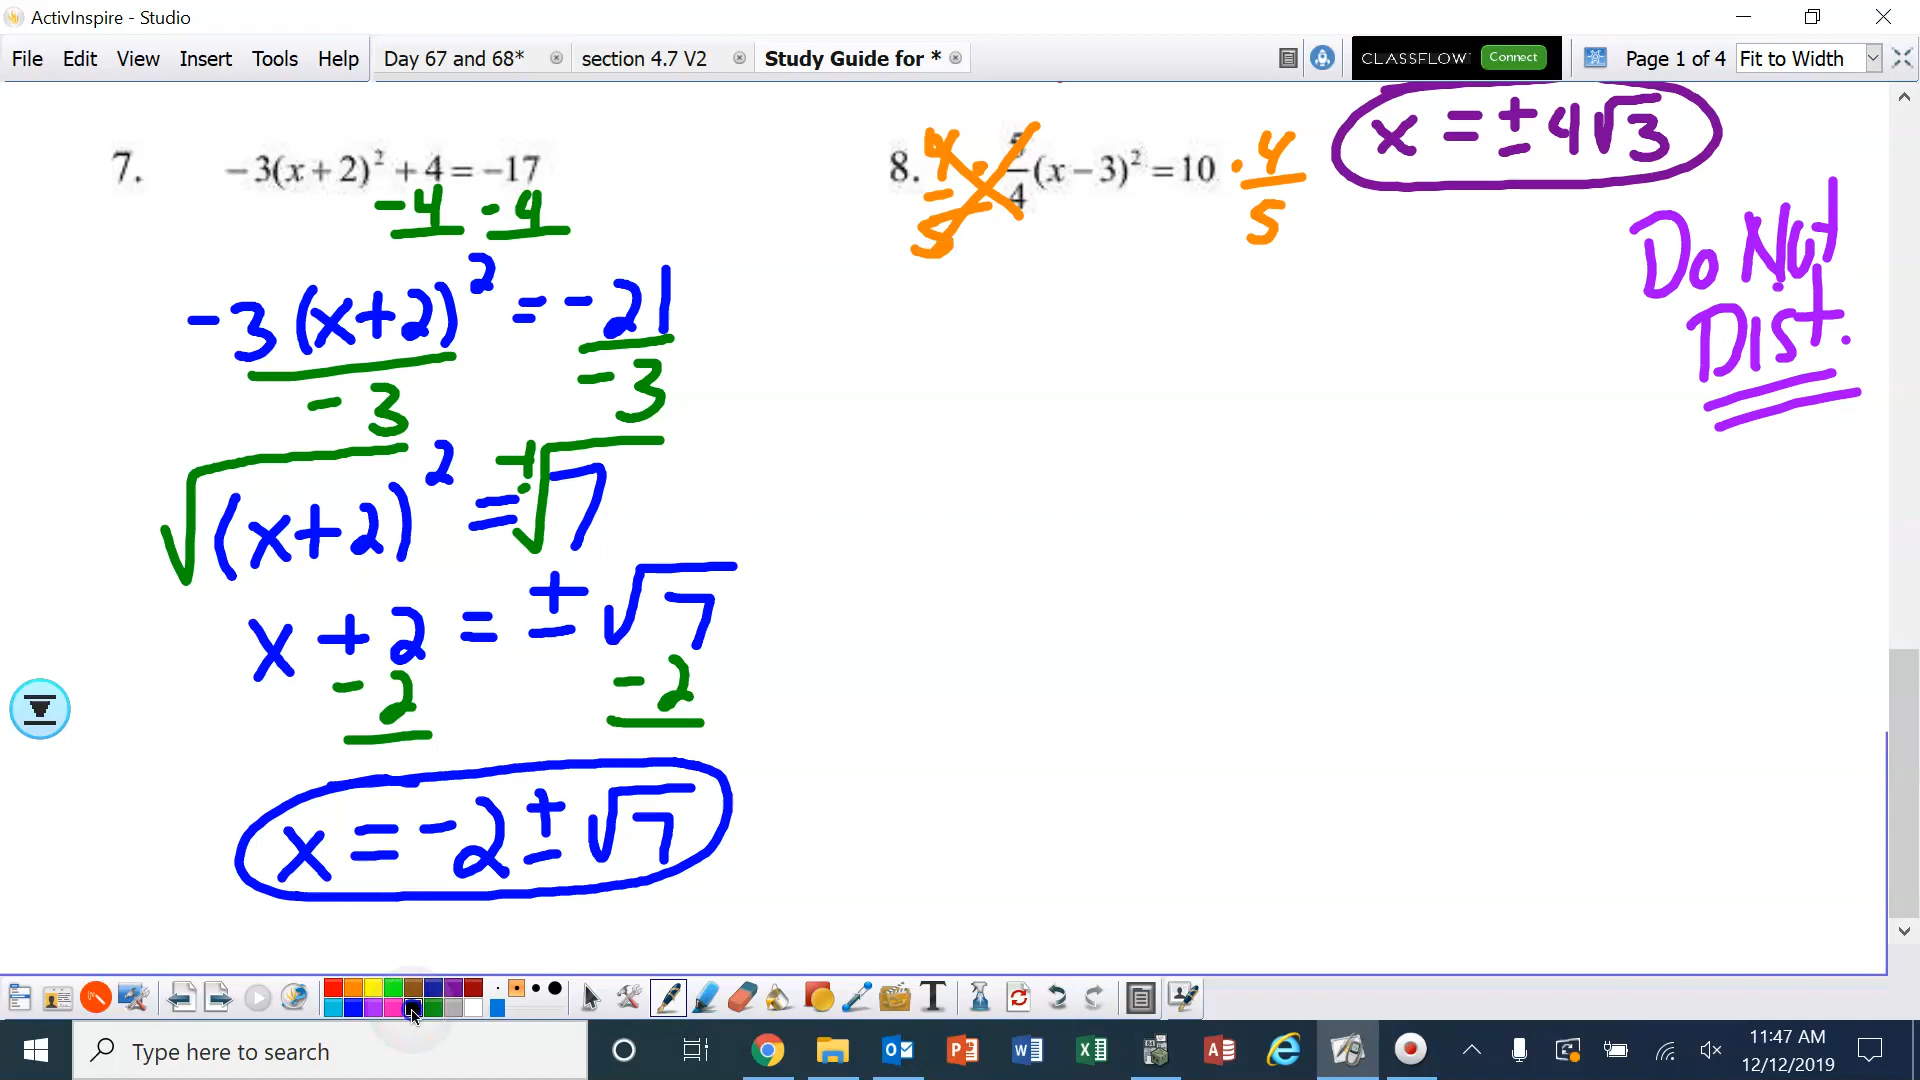 ActivInspire - Studio
File Edit View Insert Tools Help
Day 67 and 68*
section 4.7 V2
Study Guide for *
CLASSFLOW Connect
Page 1 of 4
Fit to Width
x = ±4√3
7. -3(x+2)² + 4 = -17
-4 -4
-3(x+2)² = -21
-3 -3
√(x+2)² = ±√7
x + 2 = ±√7
-2 -2
x = -2 ± √7
8. 4/5 · 5/4 (x-3)² = 10 · 4/5
Do Not
Dist.
Type here to search
11:47 AM
12/12/2019